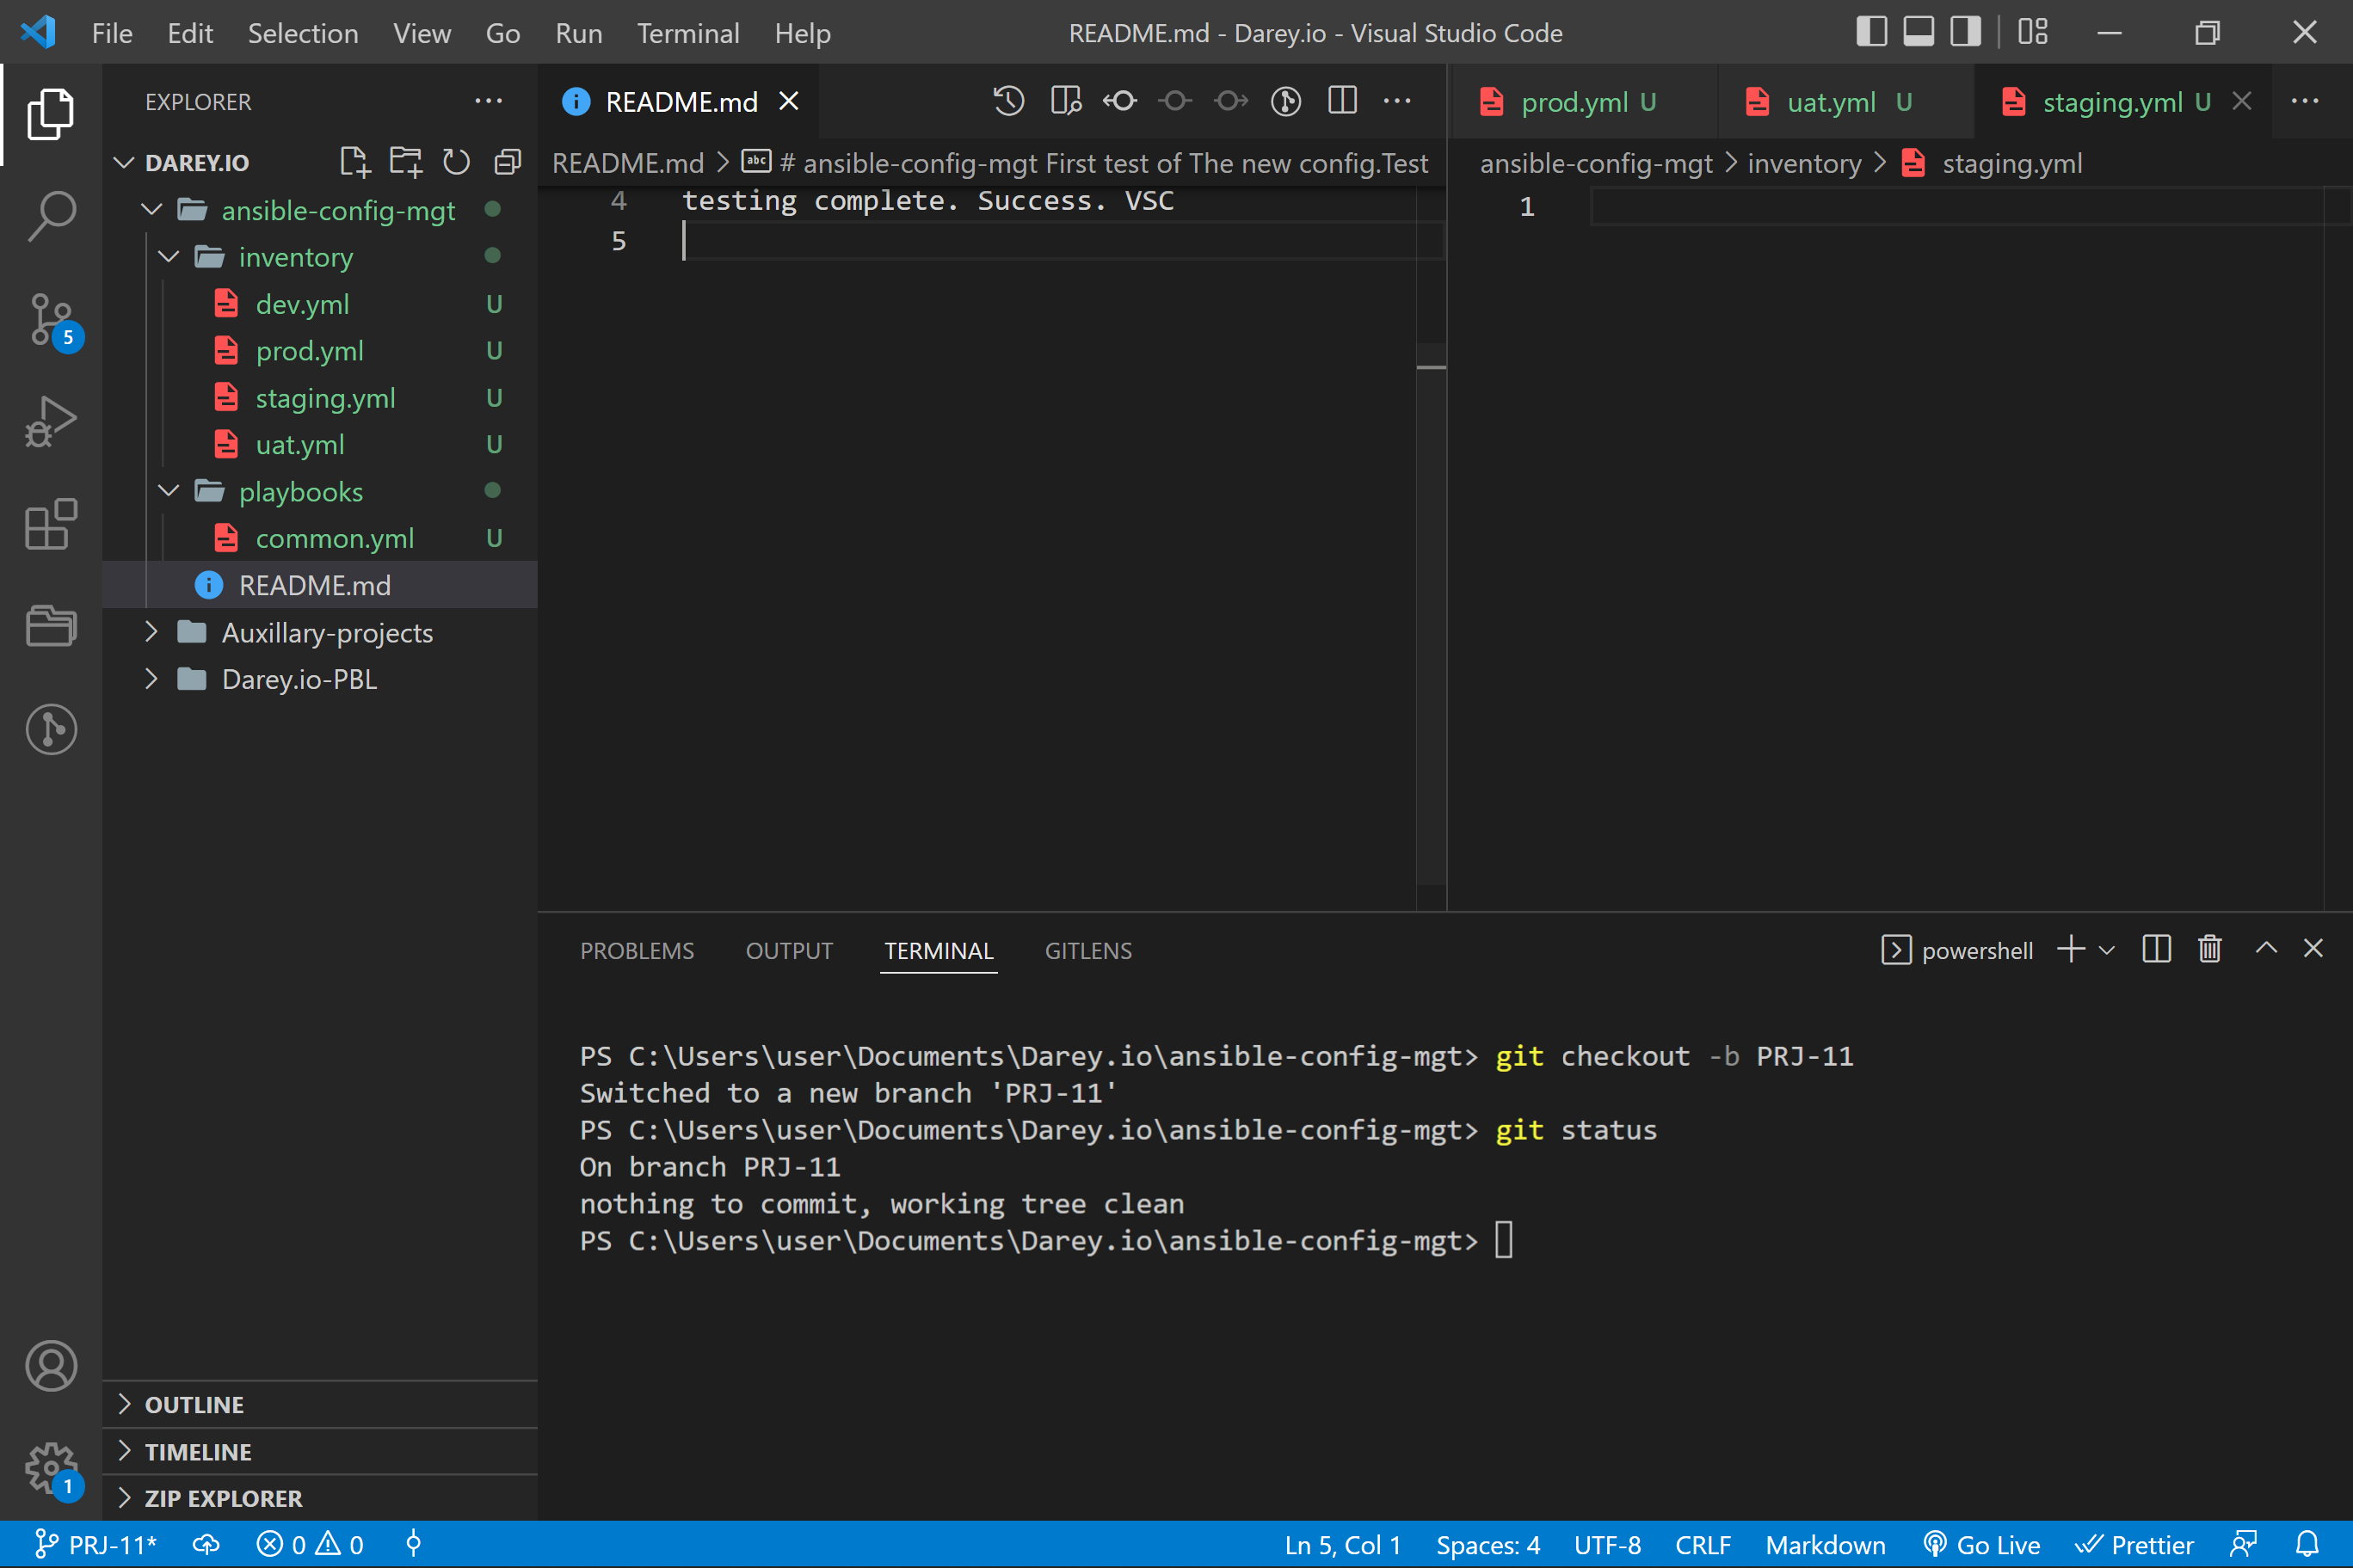 File Edit Selection View Go Run Terminal Help
README.md - Darey.io - Visual Studio Code
EXPLORER
DAREY.IO
ansible-config-mgt
inventory
dev.yml U
prod.yml U
staging.yml U
uat.yml U
playbooks
common.yml U
README.md
Auxillary-projects
Darey.io-PBL
OUTLINE
TIMELINE
ZIP EXPLORER
5
1
README.md
README.md > abc # ansible-config-mgt First test of The new config.Test
4 testing complete. Success. VSC
5
prod.yml U uat.yml U staging.yml U
ansible-config-mgt > inventory > staging.yml
1
PROBLEMS OUTPUT TERMINAL GITLENS
powershell
PS C:\Users\user\Documents\Darey.io\ansible-config-mgt> git checkout -b PRJ-11
Switched to a new branch 'PRJ-11'
PS C:\Users\user\Documents\Darey.io\ansible-config-mgt> git status
On branch PRJ-11
nothing to commit, working tree clean
PS C:\Users\user\Documents\Darey.io\ansible-config-mgt>
PRJ-11* 0 0 Ln 5, Col 1 Spaces: 4 UTF-8 CRLF Markdown Go Live Prettier